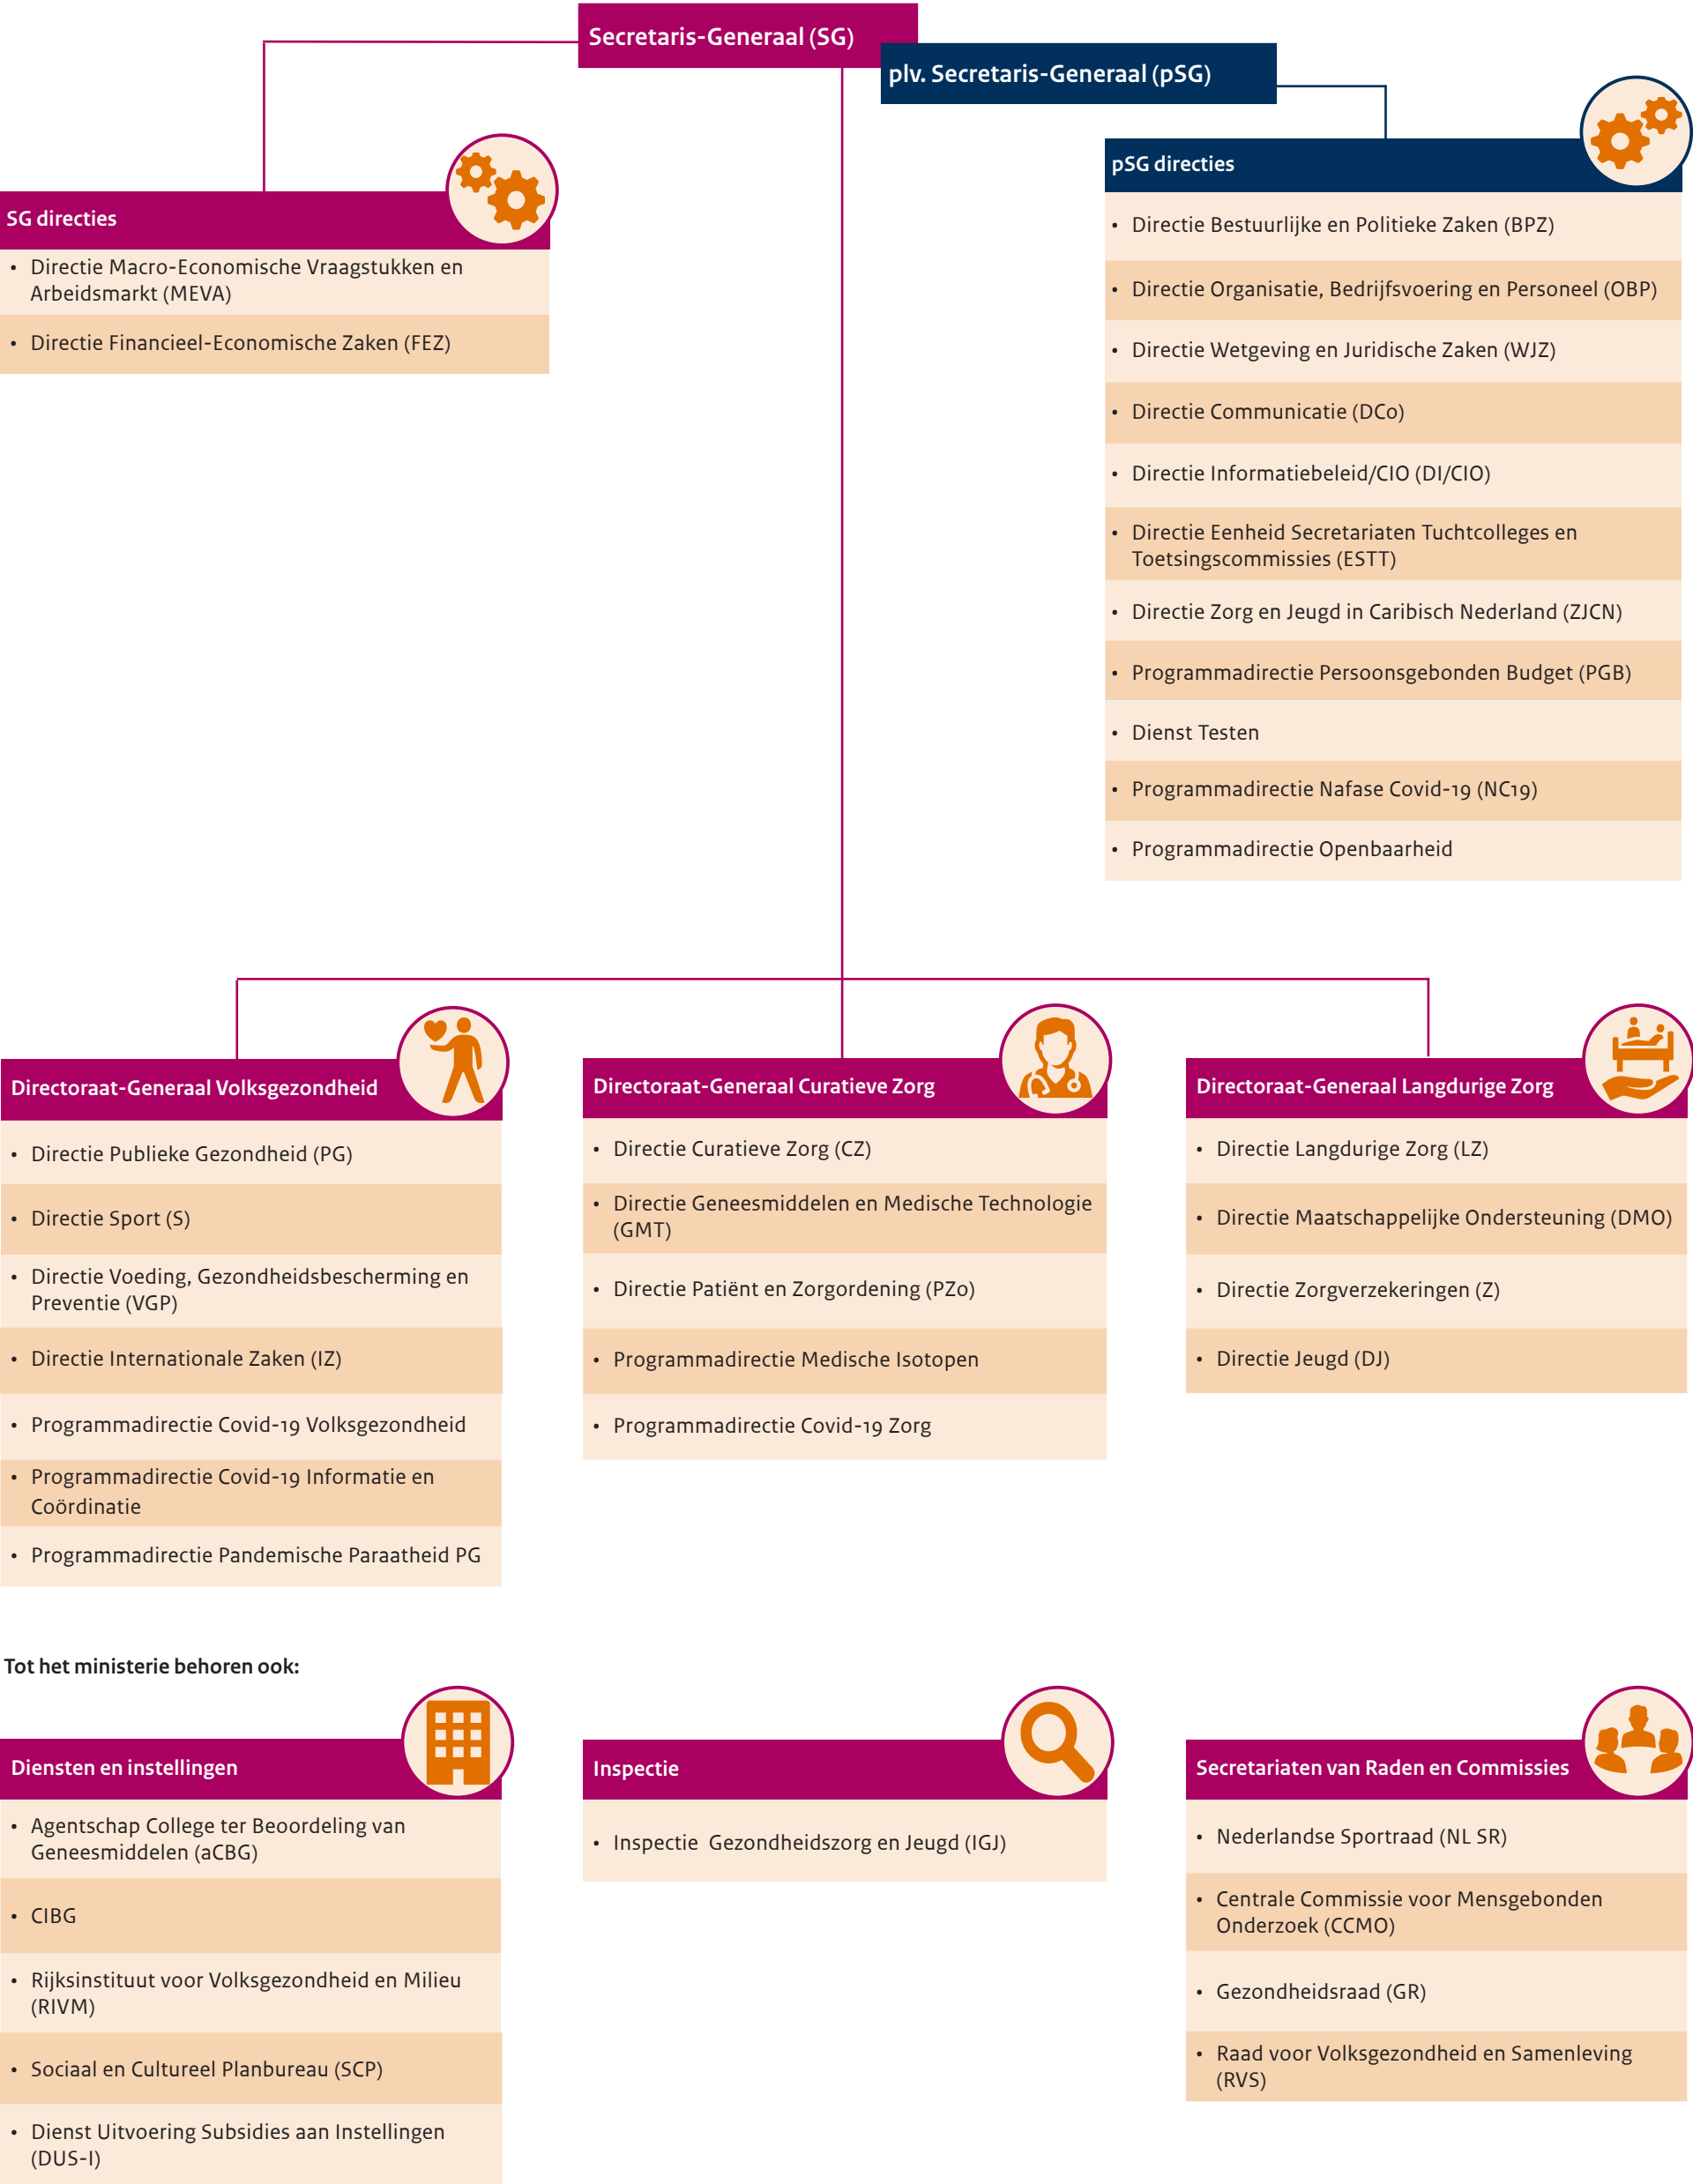 Secretaris-Generaal (SG)
plv. Secretaris-Generaal (pSG)
SG directies
• Directie Macro-Economische Vraagstukken en
Arbeidsmarkt (MEVA)
• Directie Financieel-Economische Zaken (FEZ)
pSG directies
• Directie Bestuurlijke en Politieke Zaken (BPZ)
• Directie Organisatie, Bedrijfsvoering en Personeel (OBP)
• Directie Wetgeving en Juridische Zaken (WJZ)
• Directie Communicatie (DCo)
• Directie Informatiebeleid/CIO (DI/CIO)
• Directie Eenheid Secretariaten Tuchtcolleges en
Toetsingscommissies (ESTT)
• Directie Zorg en Jeugd in Caribisch Nederland (ZJCN)
• Programmadirectie Persoonsgebonden Budget (PGB)
• Dienst Testen
• Programmadirectie Nafase Covid-19 (NC19)
• Programmadirectie Openbaarheid
Directoraat-Generaal Volksgezondheid
• Directie Publieke Gezondheid (PG)
• Directie Sport (S)
• Directie Voeding, Gezondheidsbescherming en
Preventie (VGP)
• Directie Internationale Zaken (IZ)
• Programmadirectie Covid-19 Volksgezondheid
• Programmadirectie Covid-19 Informatie en
Coördinatie
• Programmadirectie Pandemische Paraatheid PG
Directoraat-Generaal Curatieve Zorg
• Directie Curatieve Zorg (CZ)
• Directie Geneesmiddelen en Medische Technologie
(GMT)
• Directie Patiënt en Zorgordening (PZo)
• Programmadirectie Medische Isotopen
• Programmadirectie Covid-19 Zorg
Directoraat-Generaal Langdurige Zorg
• Directie Langdurige Zorg (LZ)
• Directie Maatschappelijke Ondersteuning (DMO)
• Directie Zorgverzekeringen (Z)
• Directie Jeugd (DJ)
Tot het ministerie behoren ook:
Diensten en instellingen
• Agentschap College ter Beoordeling van
Geneesmiddelen (aCBG)
• CIBG
• Rijksinstituut voor Volksgezondheid en Milieu
(RIVM)
• Sociaal en Cultureel Planbureau (SCP)
• Dienst Uitvoering Subsidies aan Instellingen
(DUS-I)
Inspectie
• Inspectie Gezondheidszorg en Jeugd (IGJ)
Secretariaten van Raden en Commissies
• Nederlandse Sportraad (NL SR)
• Centrale Commissie voor Mensgebonden
Onderzoek (CCMO)
• Gezondheidsraad (GR)
• Raad voor Volksgezondheid en Samenleving
(RVS)